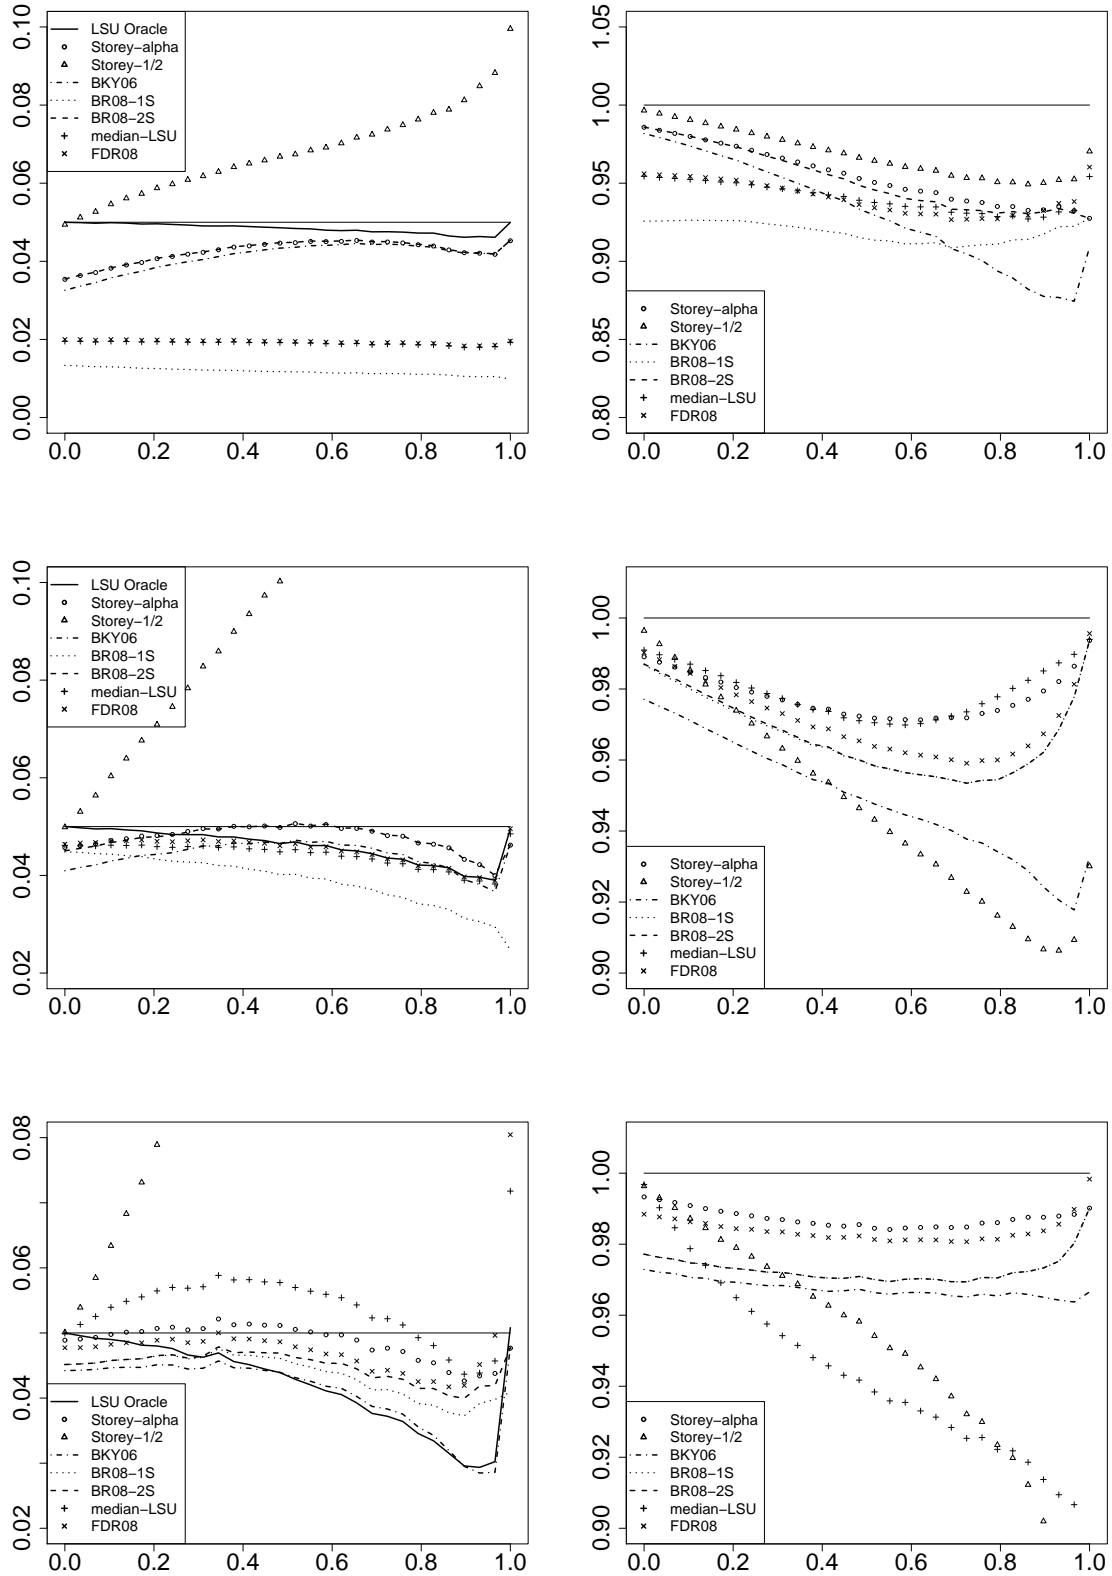 0.10
0.08
0.06
0.04
0.02
0.00
LSU Oracle
Storey−alpha
Storey−1/2
BKY06
BR08−1S
BR08−2S
median−LSU
FDR08
0.0 0.2 0.4 0.6 0.8 1.0
1.05
1.00
0.95
0.90
0.85
0.80
Storey−alpha
Storey−1/2
BKY06
BR08−1S
BR08−2S
median−LSU
FDR08
0.0 0.2 0.4 0.6 0.8 1.0
0.10
0.08
0.06
0.04
0.02
LSU Oracle
Storey−alpha
Storey−1/2
BKY06
BR08−1S
BR08−2S
median−LSU
FDR08
0.0 0.2 0.4 0.6 0.8 1.0
1.00
0.98
0.96
0.94
0.92
0.90
Storey−alpha
Storey−1/2
BKY06
BR08−1S
BR08−2S
median−LSU
FDR08
0.0 0.2 0.4 0.6 0.8 1.0
0.08
0.06
0.04
0.02
LSU Oracle
Storey−alpha
Storey−1/2
BKY06
BR08−1S
BR08−2S
median−LSU
FDR08
0.0 0.2 0.4 0.6 0.8 1.0
1.00
0.98
0.96
0.94
0.92
0.90
Storey−alpha
Storey−1/2
BKY06
BR08−1S
BR08−2S
median−LSU
FDR08
0.0 0.2 0.4 0.6 0.8 1.0